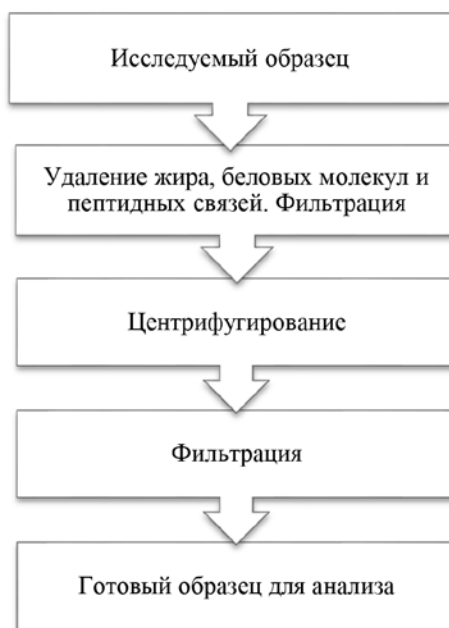 Исследуемый образец
Удаление жира, беловых молекул и
пептидных связей. Фильтрация
Центрифугирование
Фильтрация
Готовый образец для анализа